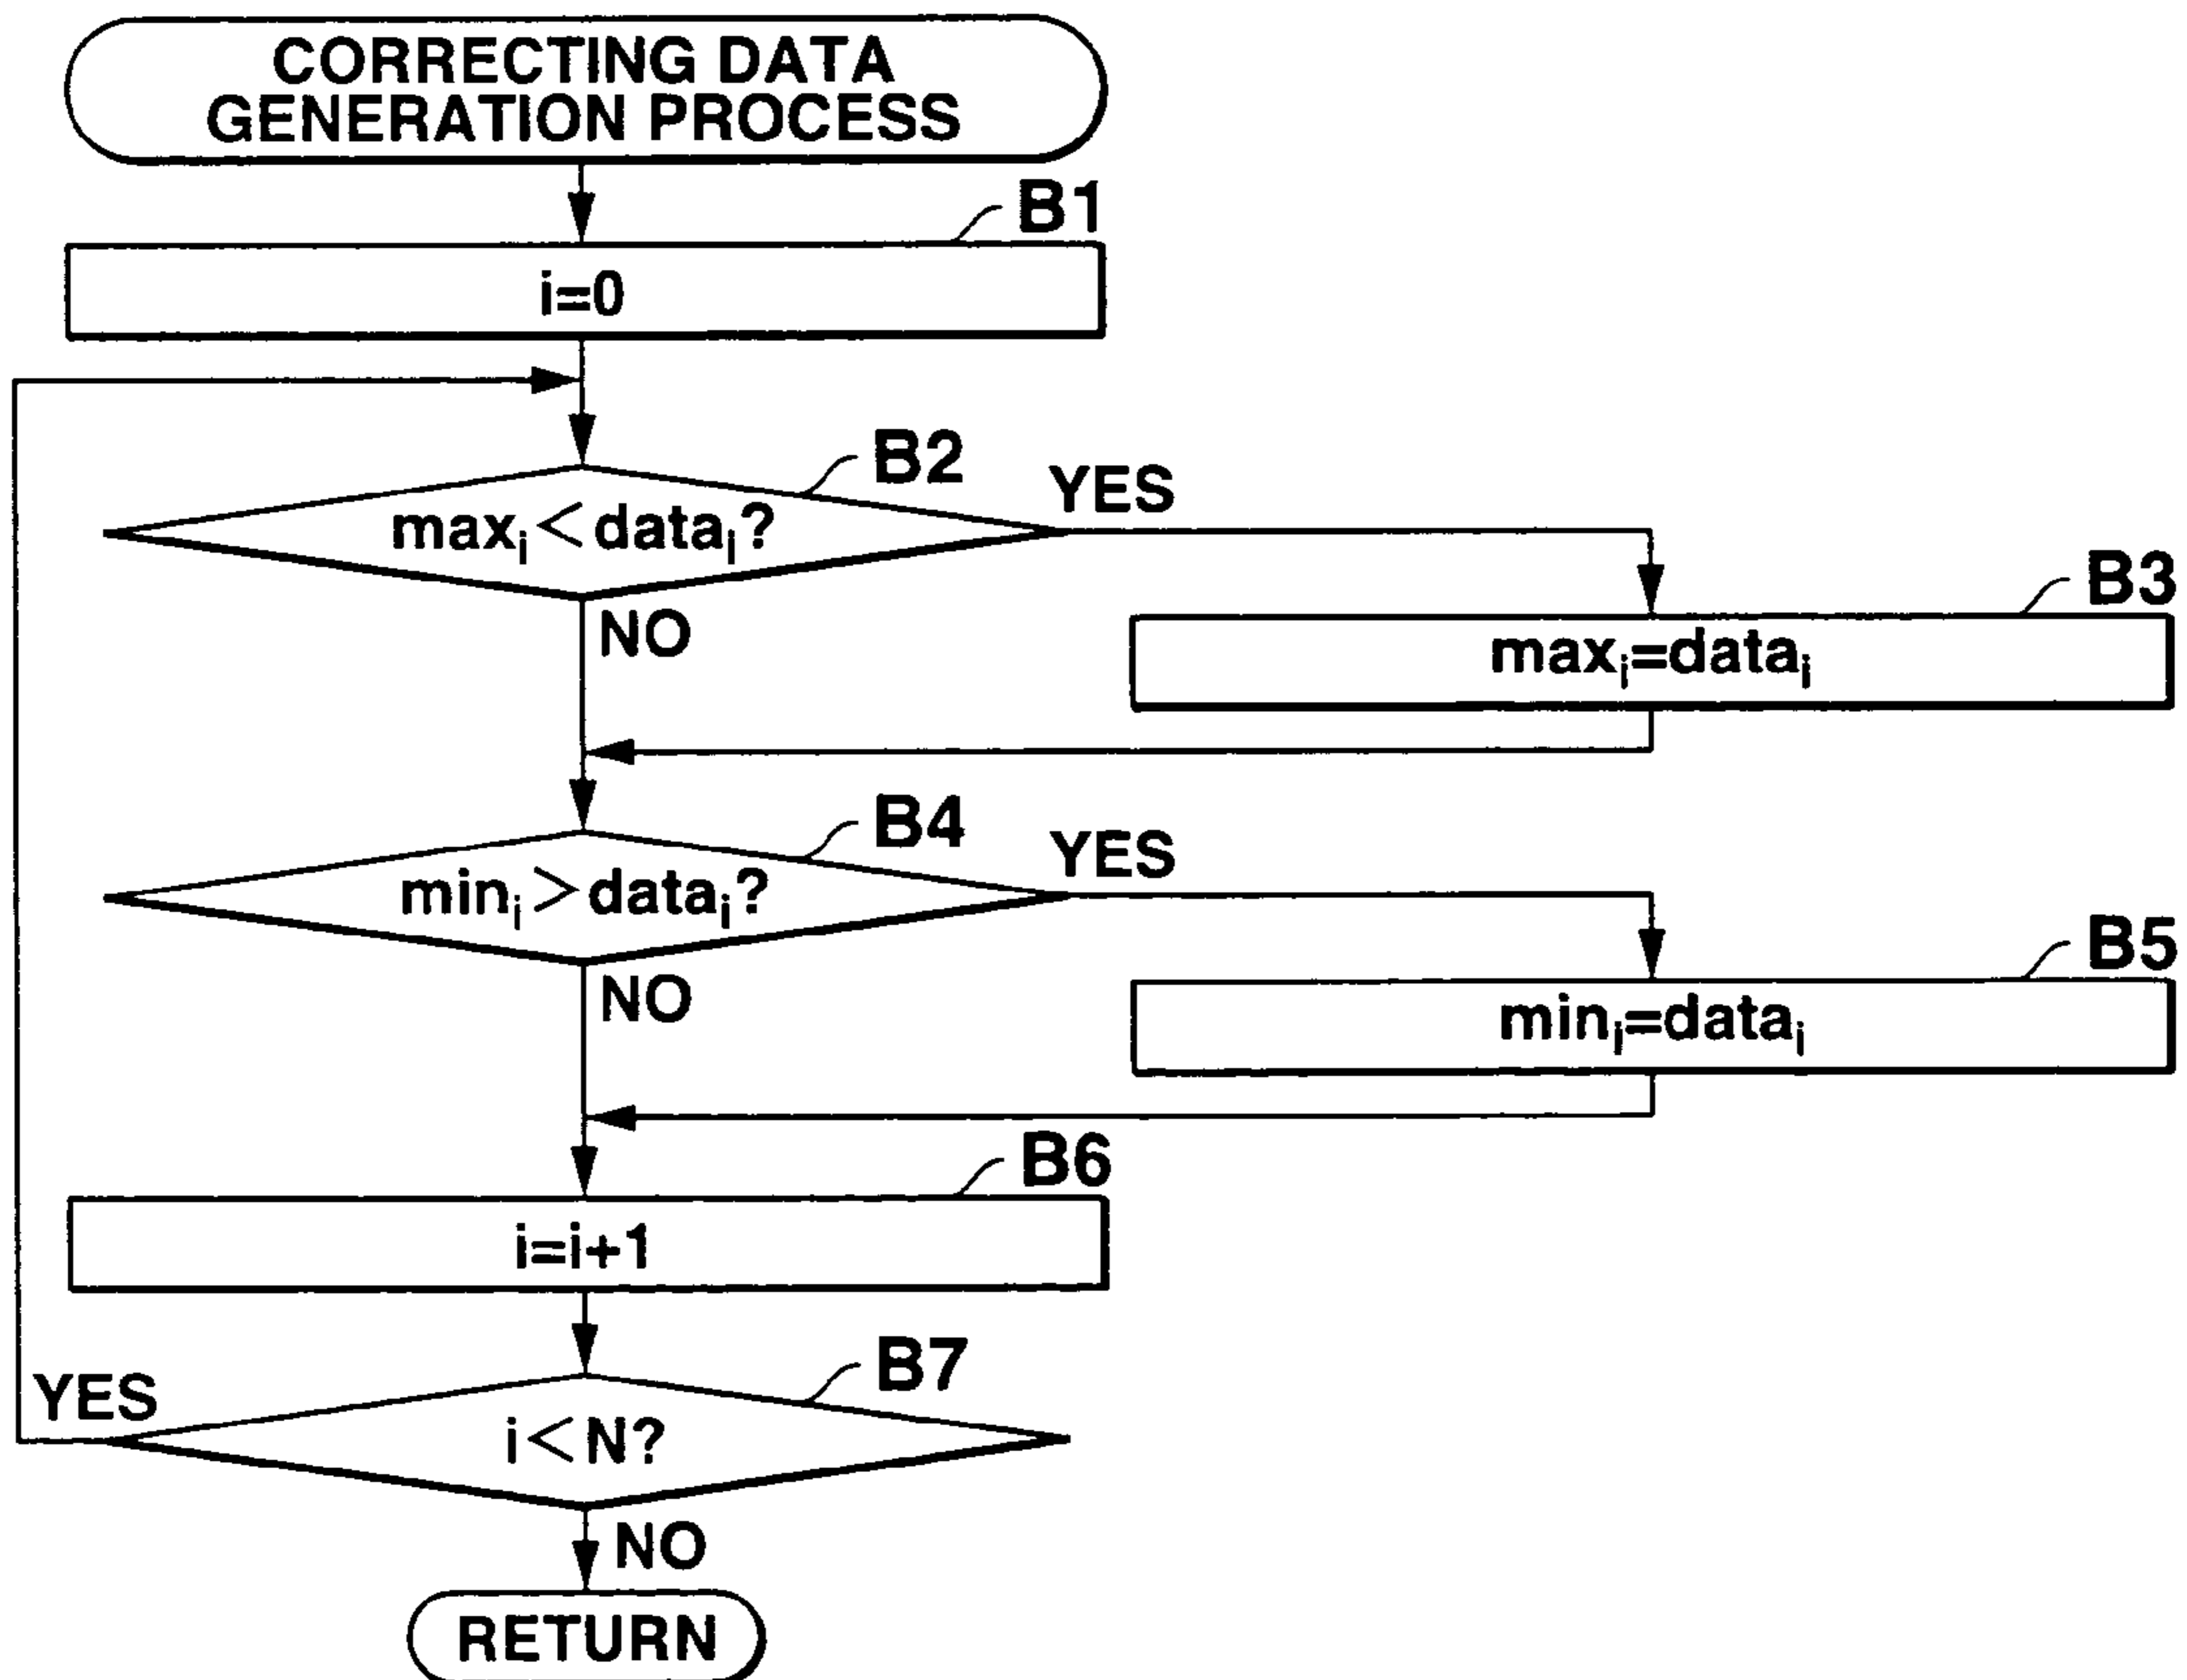 CORRECTING DATA
GENERATION PROCESS
B1
i=0
B2
YES
maxᵢ<dataᵢ?
B3
NO
maxᵢ=dataᵢ
B4
YES
minᵢ>dataᵢ?
B5
NO
minᵢ=dataᵢ
B6
i=i+1
B7
YES
i<N?
NO
RETURN